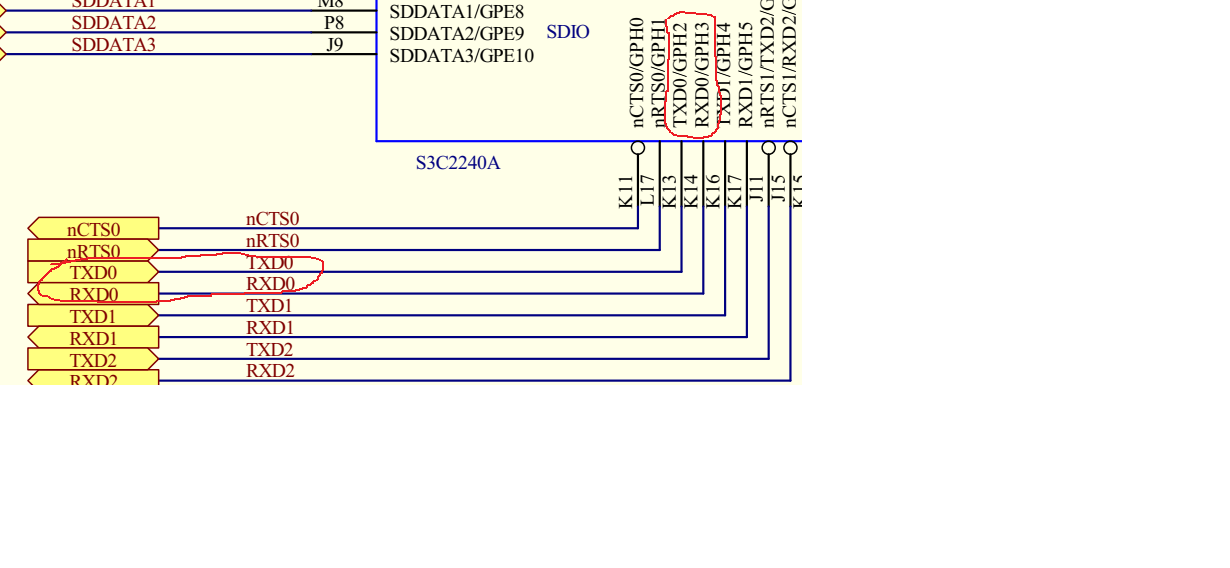 SDDATA1 M8 SDDATA1/GPE8
SDDATA2 P8 SDDATA2/GPE9 SDIO
SDDATA3 J9 SDDATA3/GPE10
nCTS0/GPH0
nRTS0/GPH1
TXD0/GPH2
RXD0/GPH3
TXD1/GPH4
RXD1/GPH5
nRTS1/TXD2/G
nCTS1/RXD2/
S3C2240A
K11
L17
K13
K14
K16
K17
J11
J15
K15
nCTS0 nCTS0
nRTS0 nRTS0
TXD0 TXD0
RXD0 RXD0
TXD1 TXD1
RXD1 RXD1
TXD2 TXD2
RXD2 RXD2